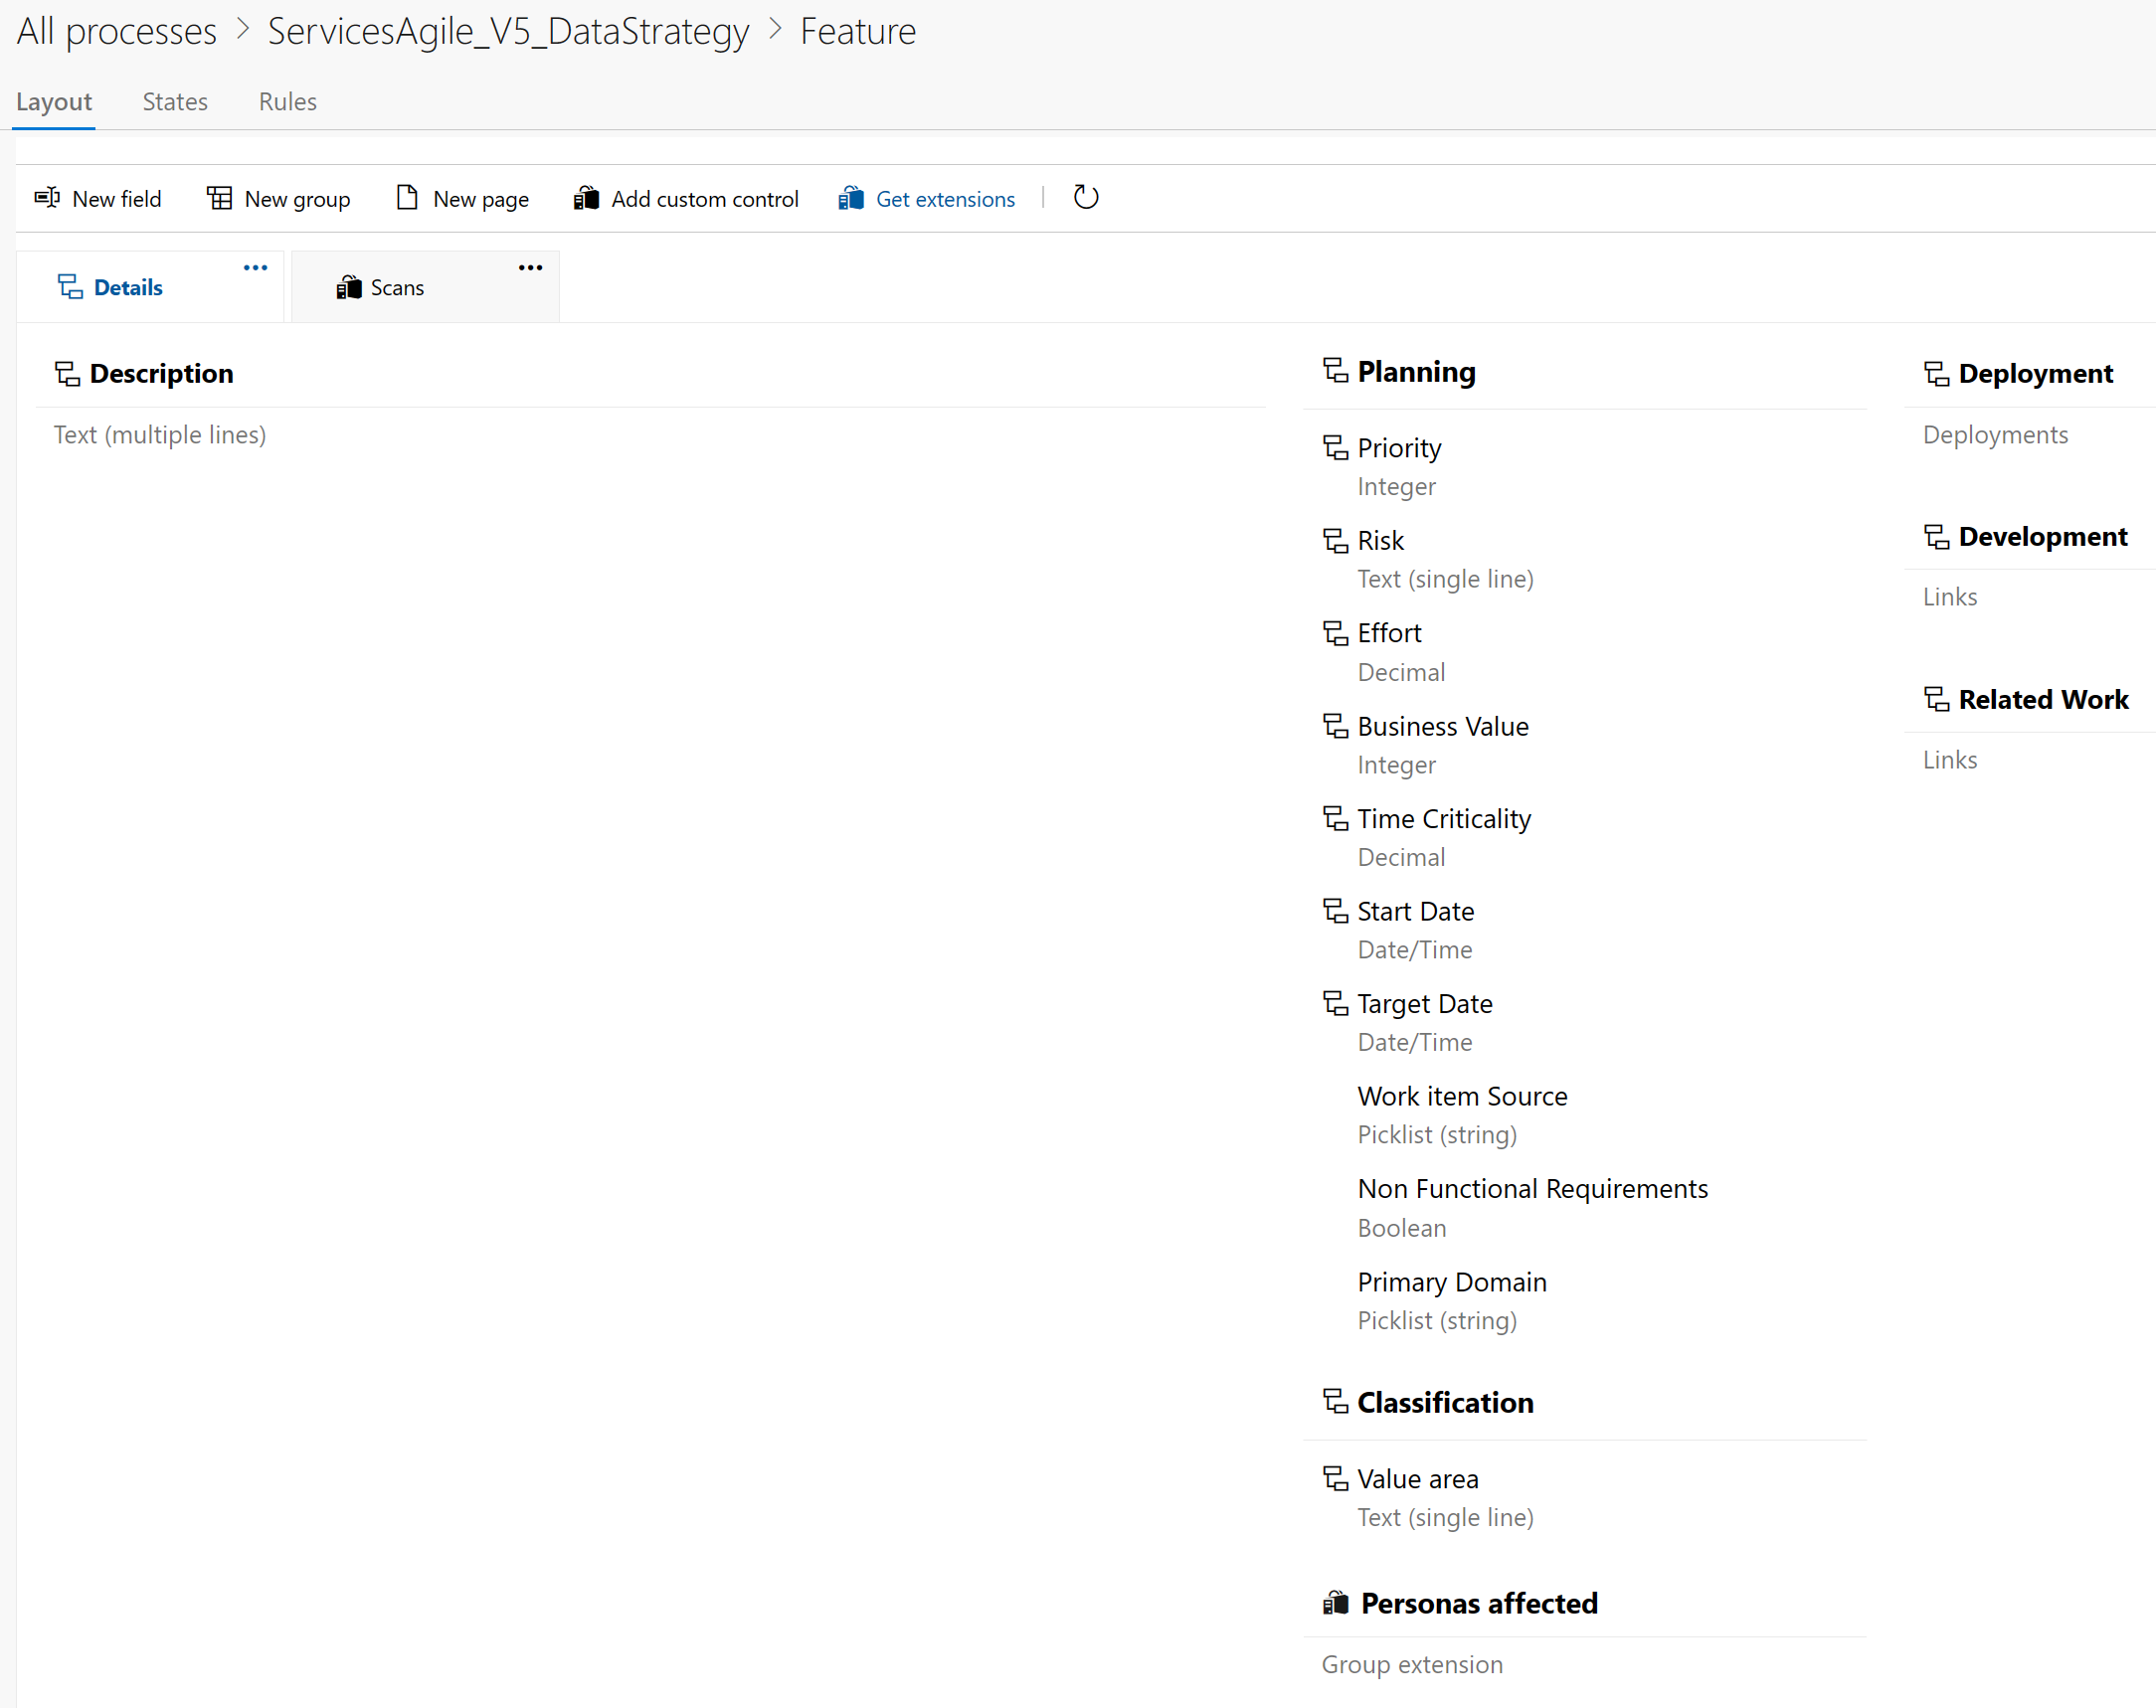 All processes > ServicesAgile_V5_DataStrategy > Feature
Layout States Rules
New field New group New page Add custom control Get extensions
Details Scans
Description
Text (multiple lines)
Planning
Priority
Integer
Risk
Text (single line)
Effort
Decimal
Business Value
Integer
Time Criticality
Decimal
Start Date
Date/Time
Target Date
Date/Time
Work item Source
Picklist (string)
Non Functional Requirements
Boolean
Primary Domain
Picklist (string)
Classification
Value area
Text (single line)
Personas affected
Group extension
Deployment
Deployments
Development
Links
Related Work
Links